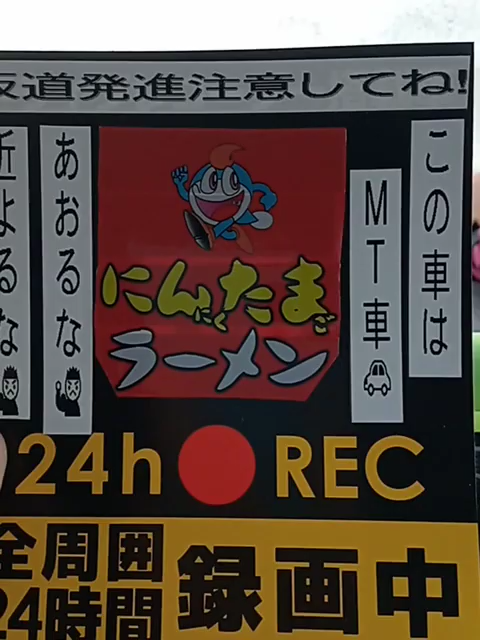 坂道発進注意してね!
この車は
MT車
にんにくたまご
ラーメン
あおるな
近よるな
24h REC
全周囲
24時間
録画中